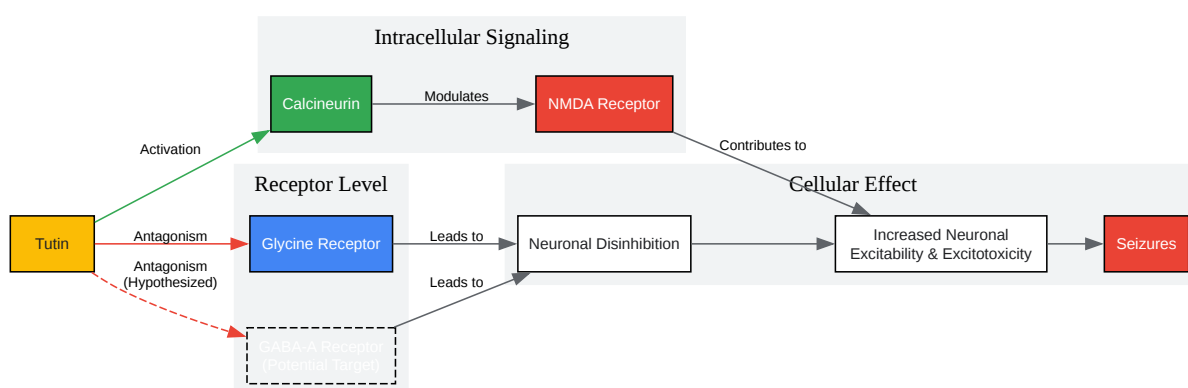 Intracellular Signaling
Calcineurin
Modulates
NMDA Receptor
Activation
Contributes to
Receptor Level
Cellular Effect
Tutin
Antagonism
Glycine Receptor
Leads to
Neuronal Disinhibition
Increased Neuronal
Excitability & Excitotoxicity
Seizures
Antagonism
(Hypothesized)
Leads to
GABA-A Receptor
(Potential Target)